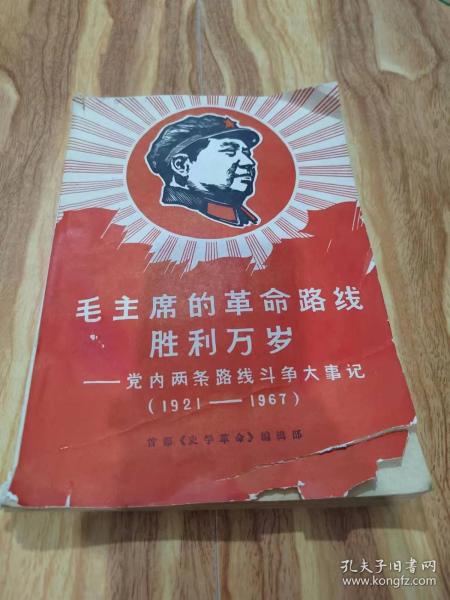 毛主席的革命路线
胜利万岁
——党内两条路线斗争大事记
(1921——1967)
首都《史学革命》编辑部
孔夫子旧书网
www.kongfz.com